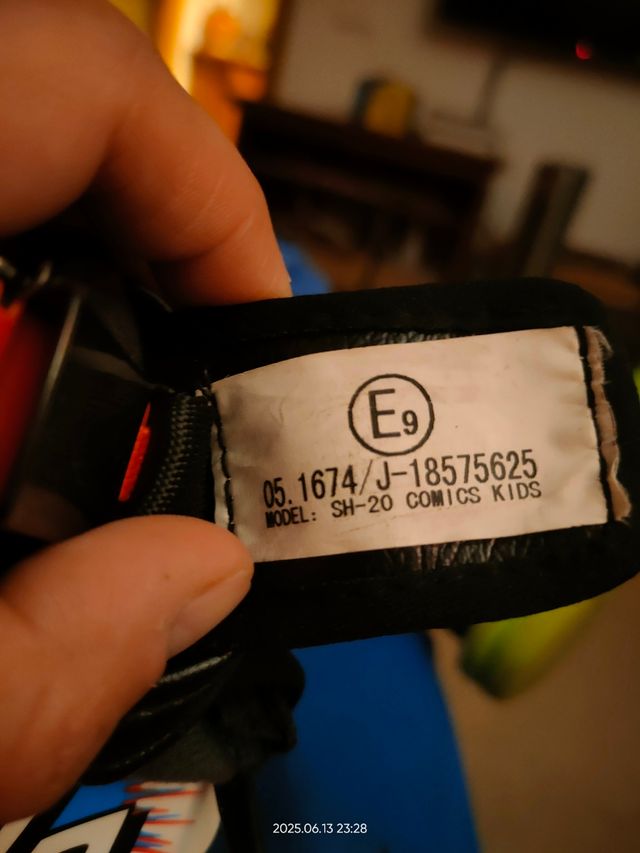 E9
05.1674/J-18575625
MODEL: SH-20 COMICS KIDS
2025.06.13 23:28